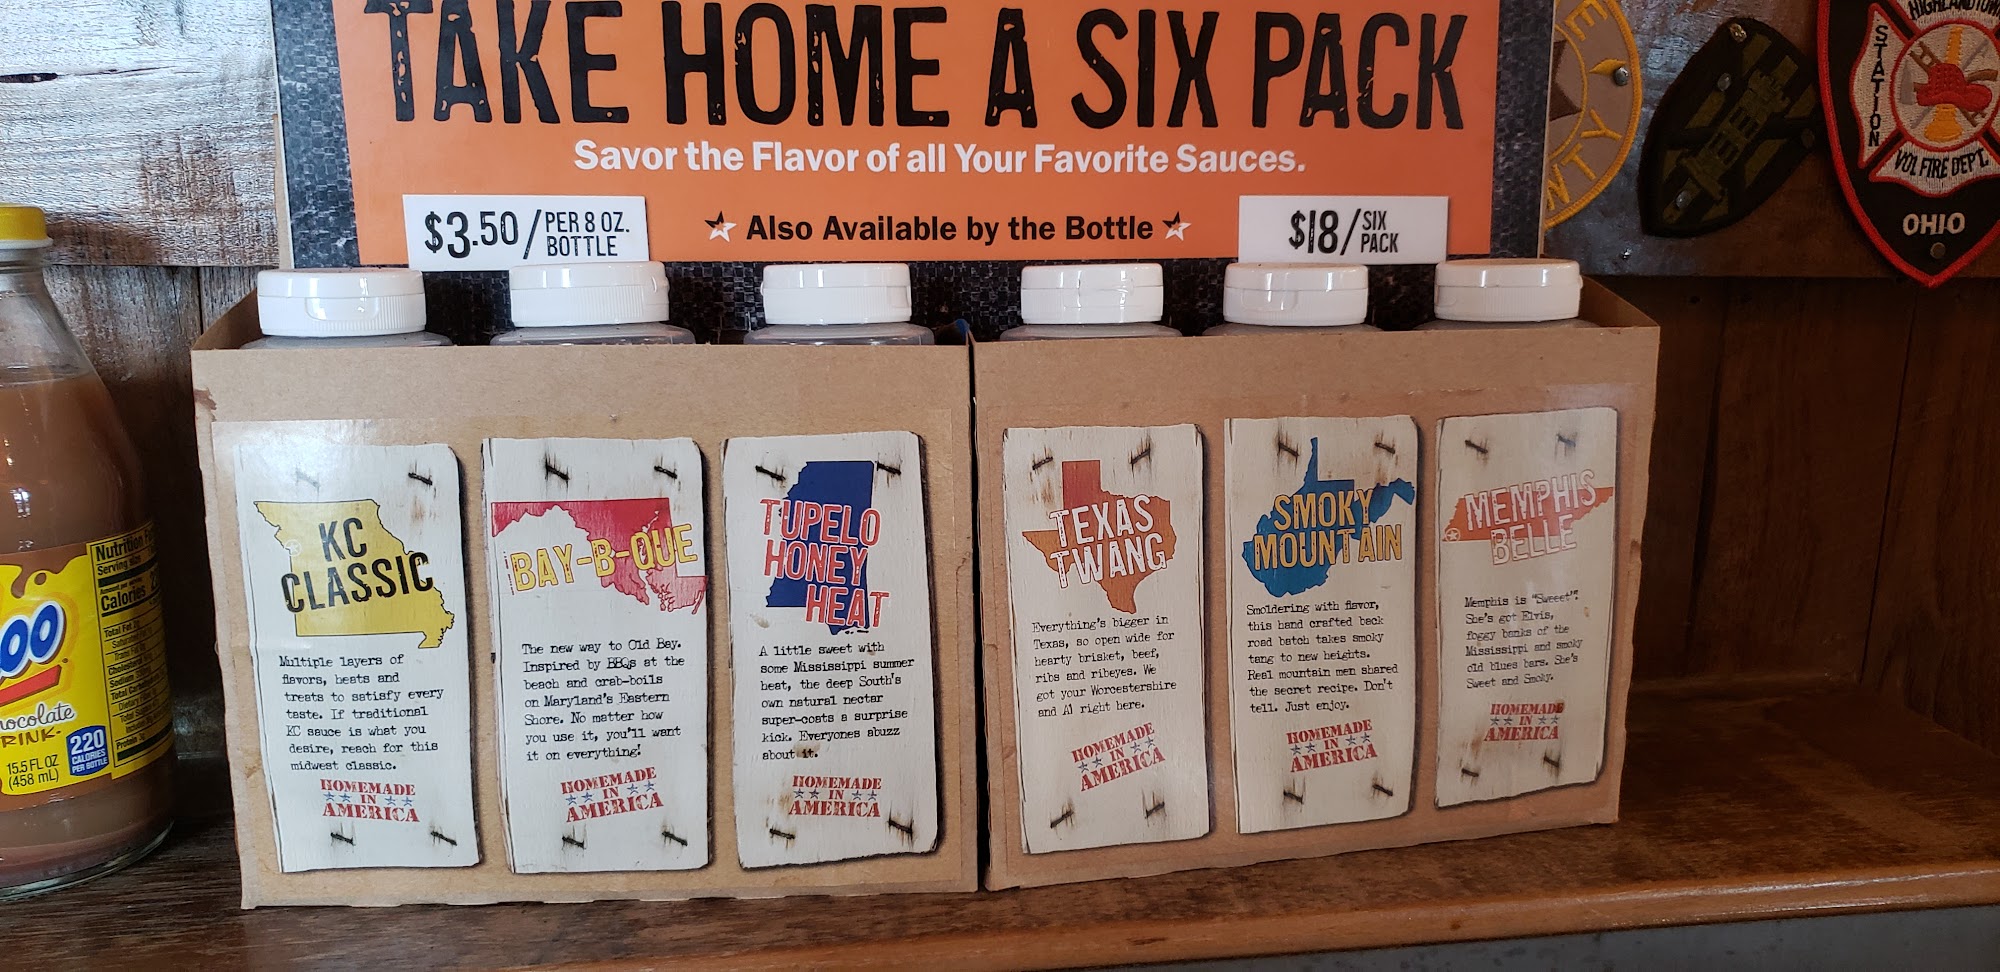 TAKE HOME A SIX PACK
Savor the Flavor of all Your Favorite Sauces.
$3.50/PER 8 OZ.
BOTTLE
Also Available by the Bottle
$18/SIX
PACK
KC
CLASSIC
Multiple layers of
flavors, heats and
treats to satisfy every
taste. If traditional
KC sauce is what you
desire, reach for this
midwest classic.
HOMEMADE
IN
AMERICA
BAY-B-QUE
The new way to Old Bay.
Inspired by BBQs at the
beach and crab-boils
on Maryland's Eastern
Shore. No matter how
you use it, you'll want
it on everything!
HOMEMADE
IN
AMERICA
TUPELO
HONEY
HEAT
A little sweet with
some Mississippi summer
heat, the deep South's
own natural nectar
super-coats a surprise
kick. Everyones abuzz
about it.
HOMEMADE
IN
AMERICA
TEXAS
TWANG
Everything's bigger in
Texas, so open wide for
hearty brisket, beef,
ribs and ribeyes. We
got your Worcestershire
and A1 right here.
HOMEMADE
IN
AMERICA
SMOKY
MOUNTAIN
Smoldering with flavor,
this hand crafted back
road batch takes smoky
tang to new heights.
Real mountain men shared
the secret recipe. Don't
tell. Just enjoy.
HOMEMADE
IN
AMERICA
MEMPHIS
BELLE
Memphis is "Sweeet".
She's got Elvis,
foggy banks of the
Mississippi and smoky
old blues bars. She's
Sweet and Smoky.
HOMEMADE
IN
AMERICA
Nutrition
Serving Size
Calories
Total Fat
oo
hocolate
RINK
15.5 FL OZ
(458 mL)
220
CALORIES
PER BOTTLE
NTY
HIGHLANDTOWN
STATION
VOL FIRE DEPT.
OHIO